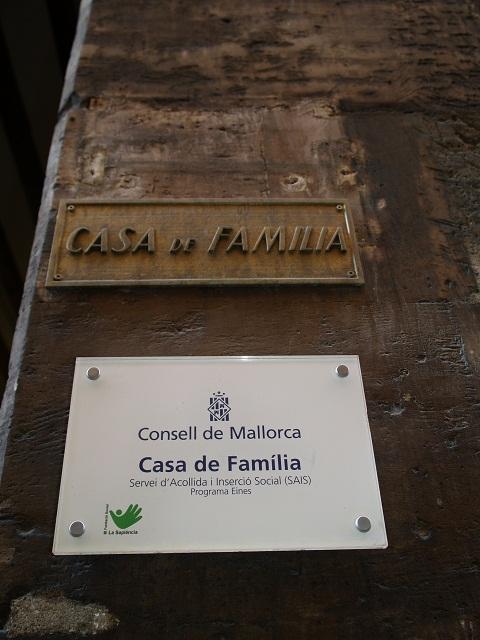 CASA DE FAMILIA
Consell de Mallorca
Casa de Família
Servei d'Acollida i Inserció Social (SAIS)
Programa Eines
La Sapiència